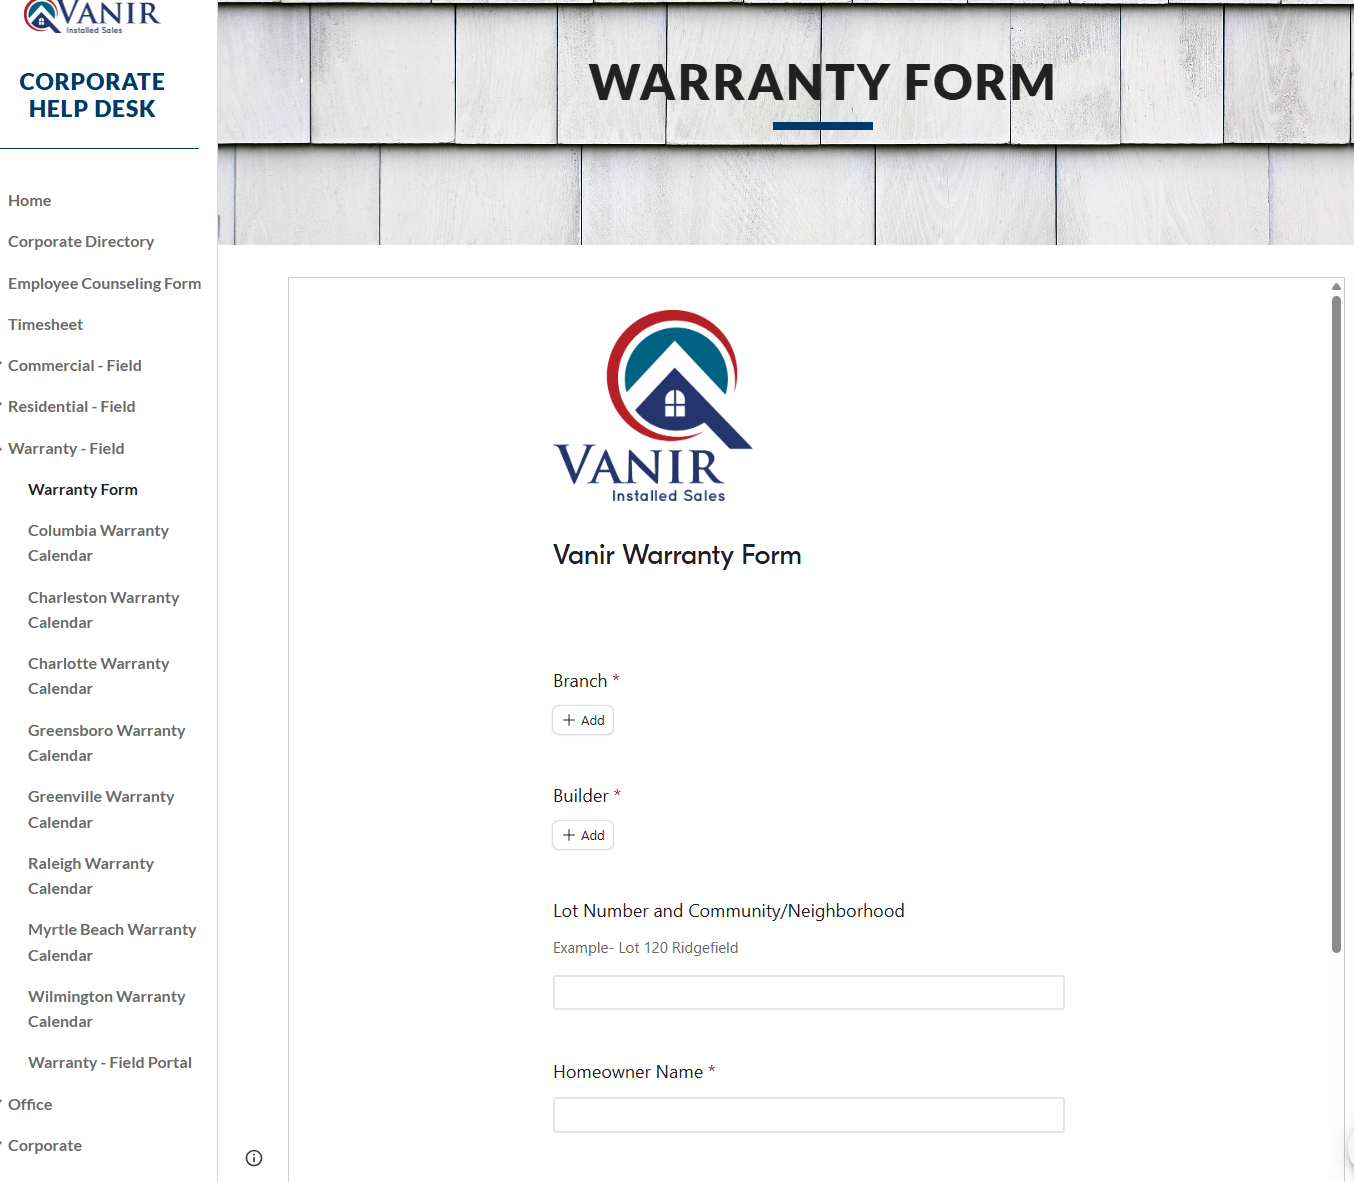 VANIR
Installed Sales
CORPORATE
HELP DESK
Home
Corporate Directory
Employee Counseling Form
Timesheet
Commercial - Field
Residential - Field
Warranty - Field
Warranty Form
Columbia Warranty
Calendar
Charleston Warranty
Calendar
Charlotte Warranty
Calendar
Greensboro Warranty
Calendar
Greenville Warranty
Calendar
Raleigh Warranty
Calendar
Myrtle Beach Warranty
Calendar
Wilmington Warranty
Calendar
Warranty - Field Portal
Office
Corporate
WARRANTY FORM
VANIR
Installed Sales
Vanir Warranty Form
Branch *
+ Add
Builder *
+ Add
Lot Number and Community/Neighborhood
Example- Lot 120 Ridgefield
Homeowner Name *